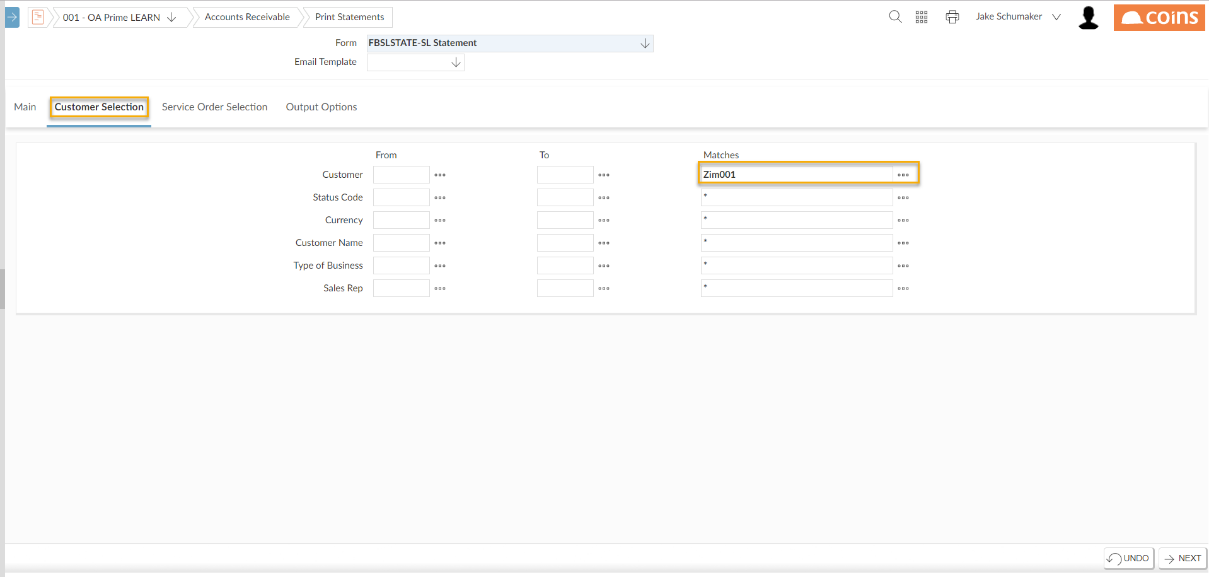 001 - OA Prime LEARN Accounts Receivable Print Statements Jake Schumaker coins
Form FBSLSTATE-SL Statement
Email Template
Main Customer Selection Service Order Selection Output Options
From To Matches
Customer Zim001
Status Code *
Currency *
Customer Name *
Type of Business *
Sales Rep *
UNDO NEXT